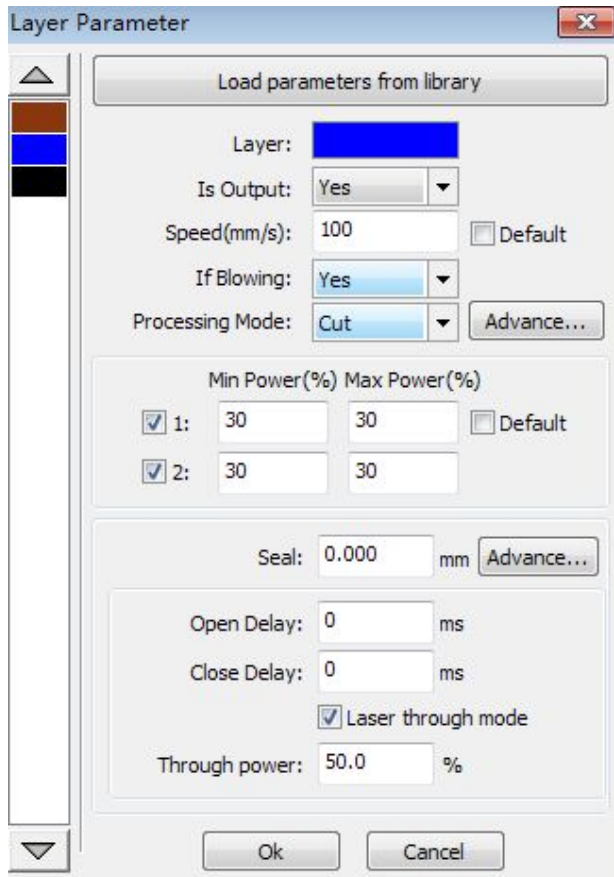 Layer Parameter
Load parameters from library
Layer:
Is Output: Yes
Speed(mm/s): 100 Default
If Blowing: Yes
Processing Mode: Cut Advance...
Min Power(%) Max Power(%)
1: 30 30 Default
2: 30 30
Seal: 0.000 mm Advance...
Open Delay: 0 ms
Close Delay: 0 ms
Laser through mode
Through power: 50.0 %
Ok Cancel